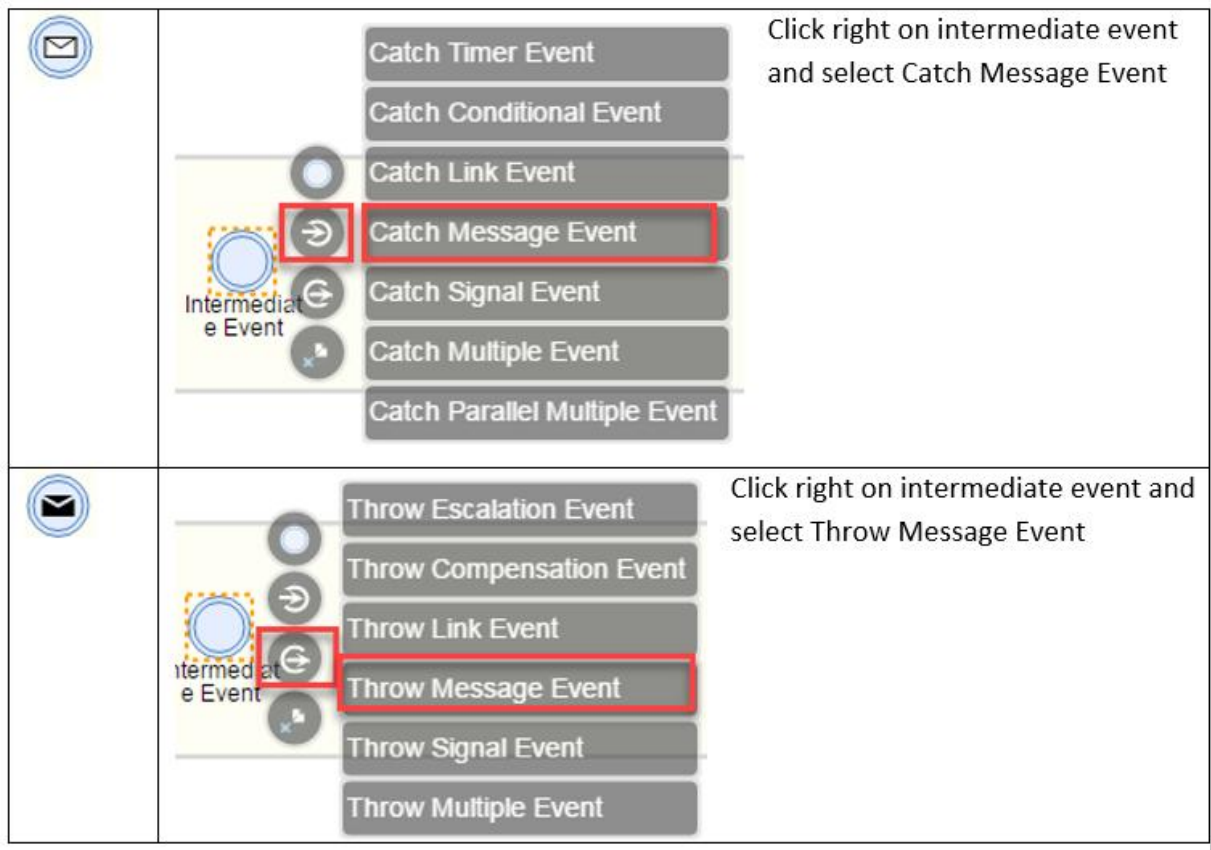 Click right on intermediate event
and select Catch Message Event
Catch Timer Event
Catch Conditional Event
Catch Link Event
Catch Message Event
Catch Signal Event
Catch Multiple Event
Catch Parallel Multiple Event
Intermediat
e Event
Click right on intermediate event and
select Throw Message Event
Throw Escalation Event
Throw Compensation Event
Throw Link Event
Throw Message Event
Throw Signal Event
Throw Multiple Event
ntermediat
e Event